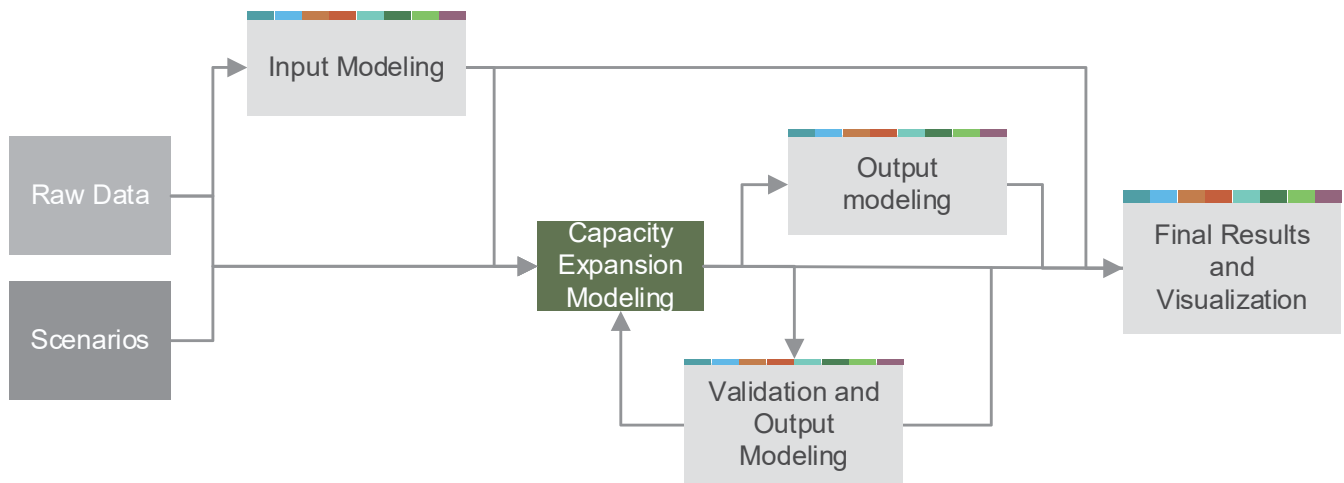 Input Modeling
Raw Data
Scenarios
Capacity
Expansion
Modeling
Output
modeling
Validation and
Output
Modeling
Final Results
and
Visualization